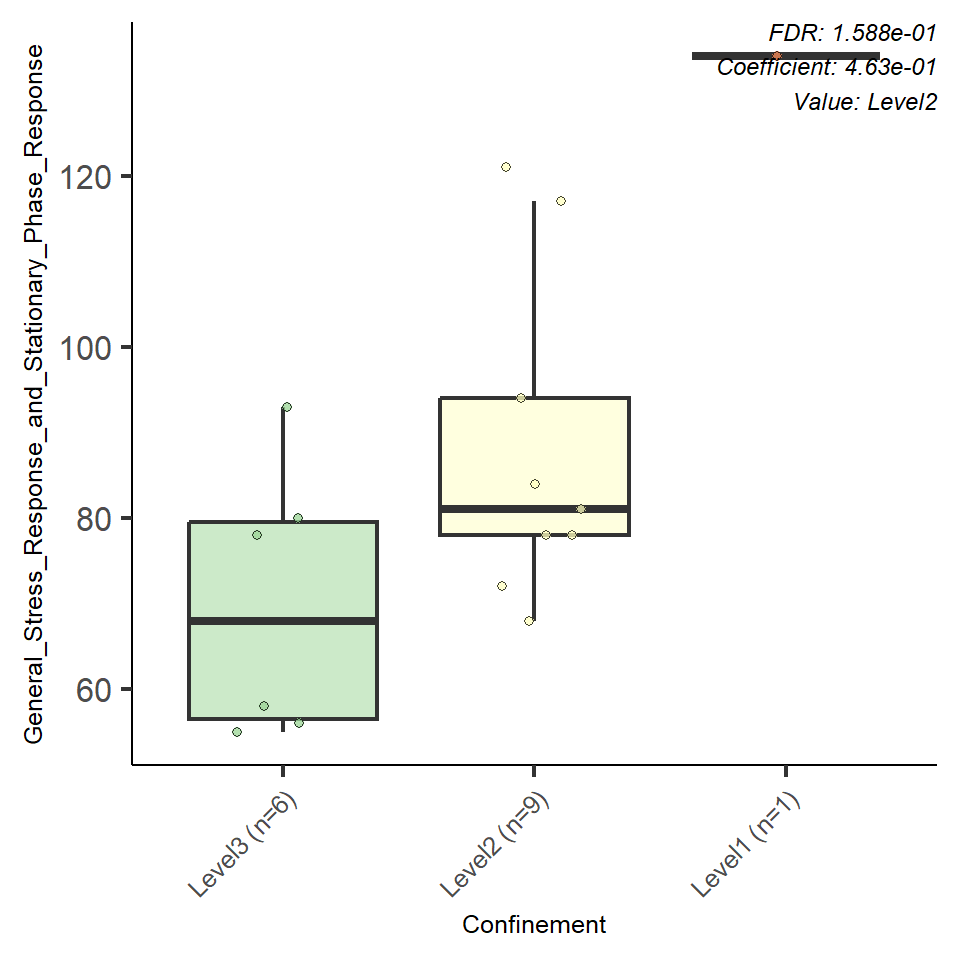 FDR: 1.588e-01
Coefficient: 4.63e-01
Value: Level2
General_Stress_Response_and_Stationary_Phase_Response
120
100
80
60
Level3 (n=6)
Level2 (n=9)
Level1 (n=1)
Confinement